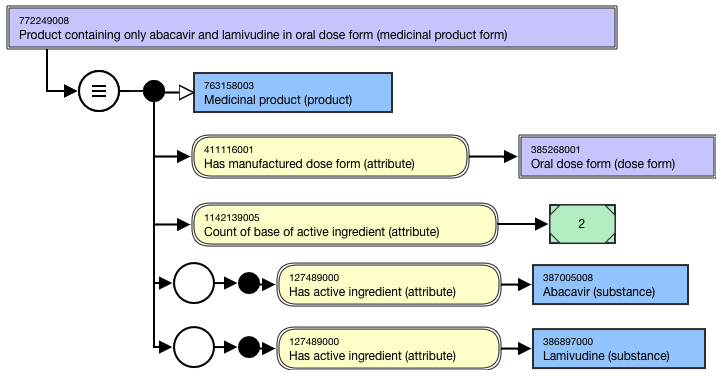 772249008
Product containing only abacavir and lamivudine in oral dose form (medicinal product form)
763158003
Medicinal product (product)
411116001
Has manufactured dose form (attribute)
385268001
Oral dose form (dose form)
1142139005
Count of base of active ingredient (attribute)
2
127489000
Has active ingredient (attribute)
387005008
Abacavir (substance)
127489000
Has active ingredient (attribute)
386897000
Lamivudine (substance)